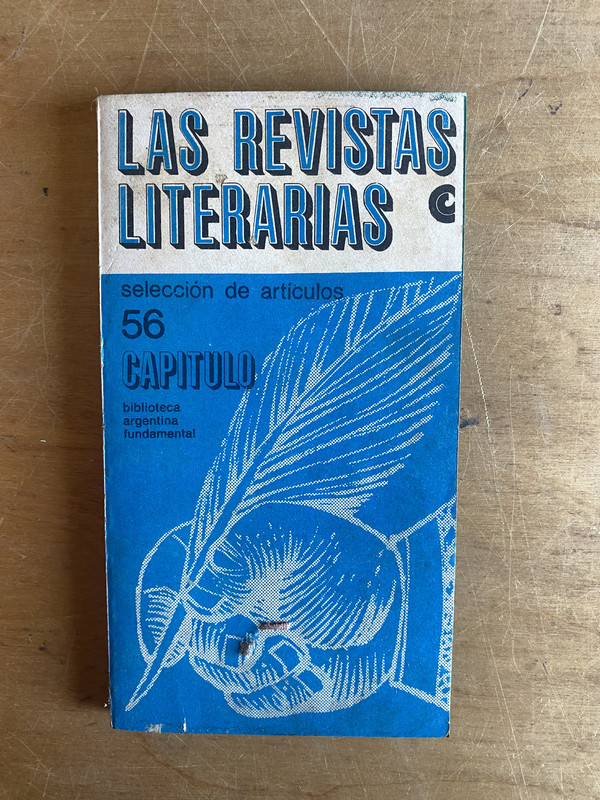 LAS REVISTAS
LITERARIAS
selección de artículos
56
CAPITULO
biblioteca
argentina
fundamental